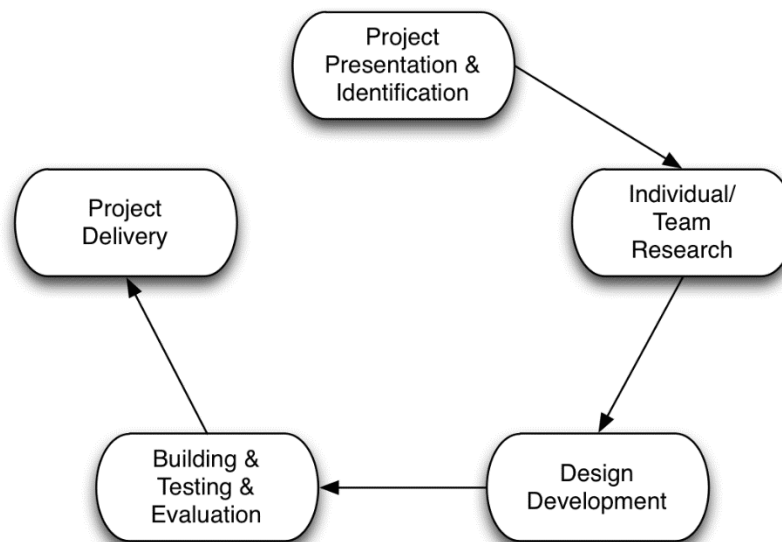 Project
Presentation &
Identification
Individual/
Team
Research
Design
Development
Building &
Testing &
Evaluation
Project
Delivery